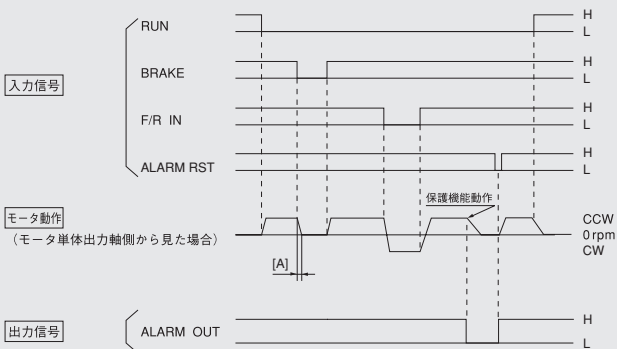 RUN
H
L
BRAKE
H
L
入力信号
F/R IN
H
L
ALARM RST
H
L
保護機能動作
モータ動作
(モータ単体出力軸側から見た場合)
CCW
0 rpm
CW
[A]
出力信号
ALARM OUT
H
L